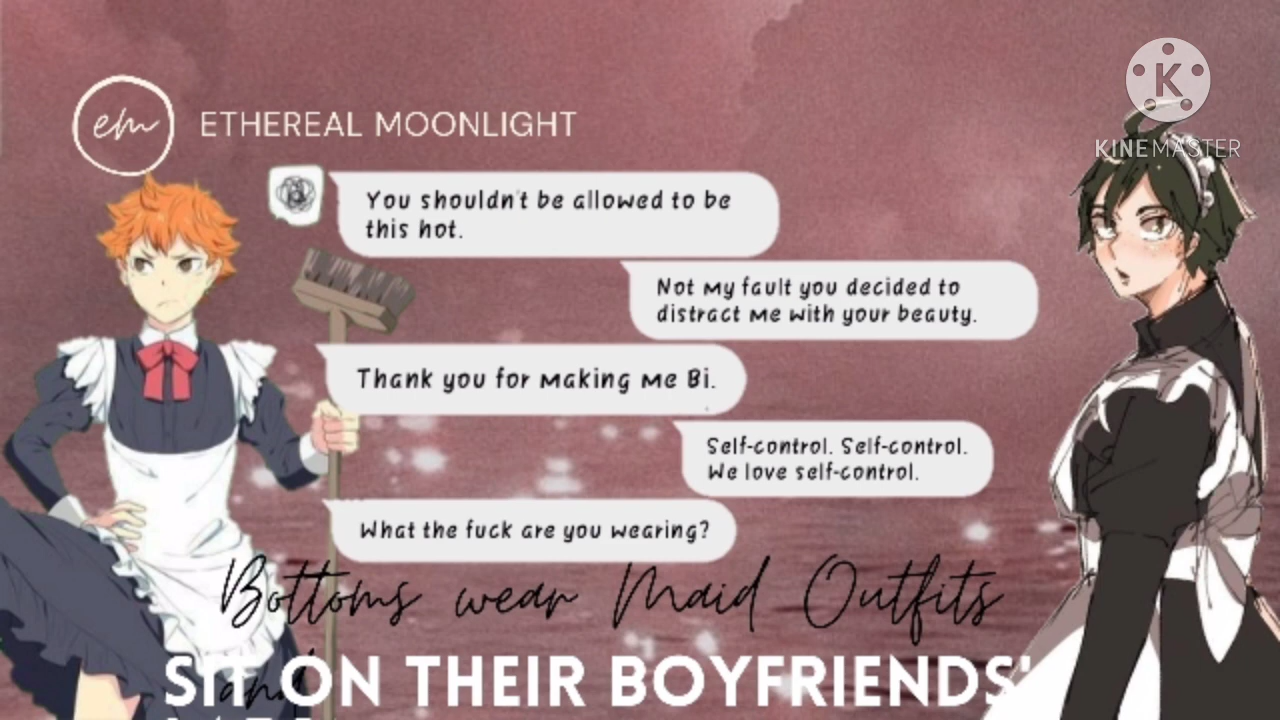 em
ETHEREAL MOONLIGHT
K
KINEMASTER
You shouldn't be allowed to be
this hot.
Not my fault you decided to
distract me with your beauty.
Thank you for making me Bi.
Self-control. Self-control.
We love self-control.
What the fuck are you wearing?
Bottoms wear Maid Outfits
and
SIT ON THEIR BOYFRIENDS'